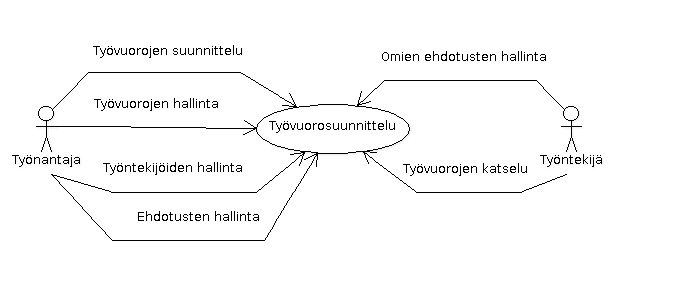 Työvuorojen suunnittelu
Omien ehdotusten hallinta
Työvuorojen hallinta
Työvuorosuunnittelu
Työnantaja
Työntekijä
Työntekijöiden hallinta
Työvuorojen katselu
Ehdotusten hallinta